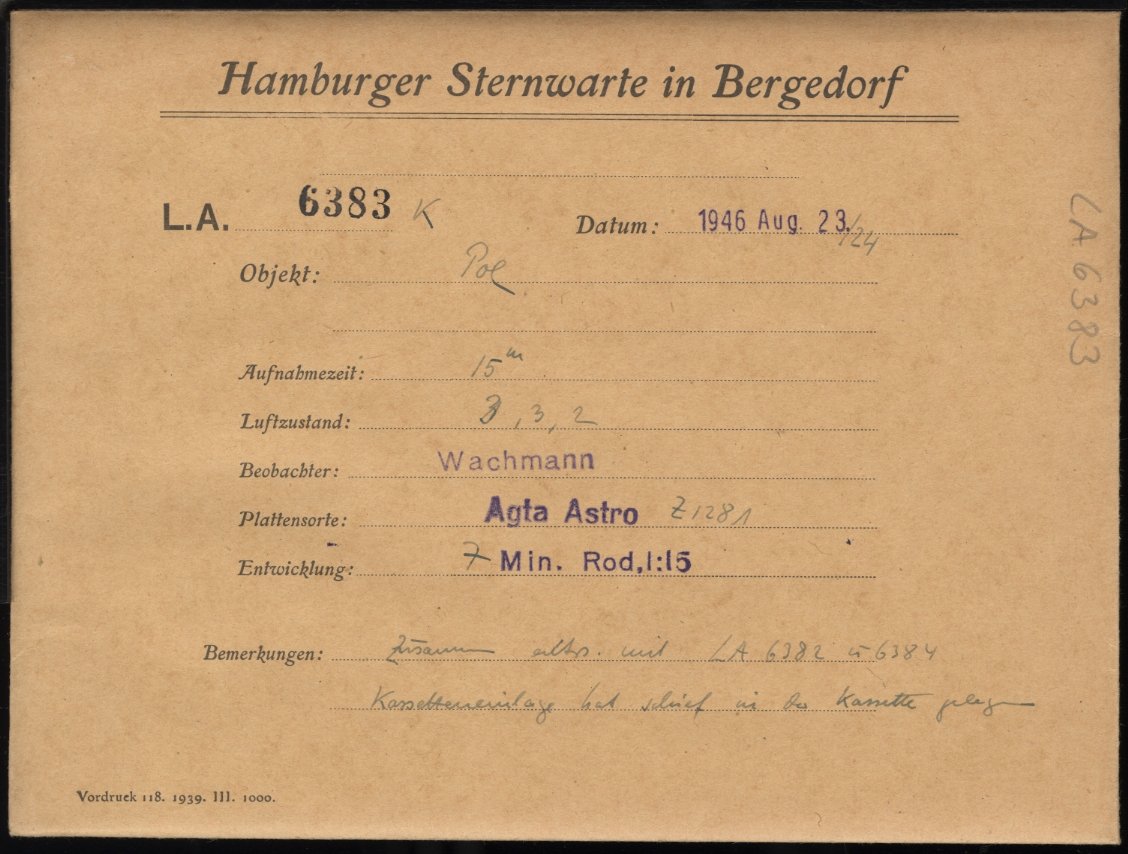 Hamburger Sternwarte in Bergedorf
L.A. 6383 K
Datum: 1946 Aug. 23./24
Objekt: Pol
Aufnahmezeit: 15m
Luftzustand: 3, 3, 2
Beobachter: Wachmann
Plattensorte: Agfa Astro Z1281
Entwicklung: 7 Min. Rod. 1:15
Bemerkungen: Zusammen mit LA 6382 u 6384
Kassetteneinlage hat schief in der Kassette gelegen
Vordruck 118. 1939. III. 1000.
LA 6383